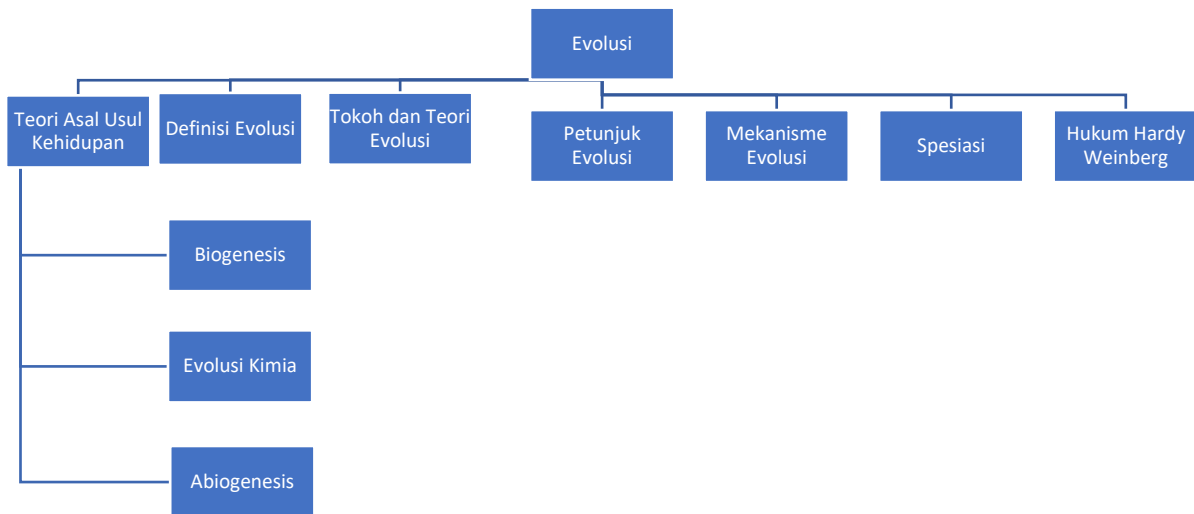 Evolusi
Teori Asal Usul
Kehidupan
Definisi Evolusi
Tokoh dan Teori
Evolusi
Petunjuk
Evolusi
Mekanisme
Evolusi
Spesiasi
Hukum Hardy
Weinberg
Biogenesis
Evolusi Kimia
Abiogenesis